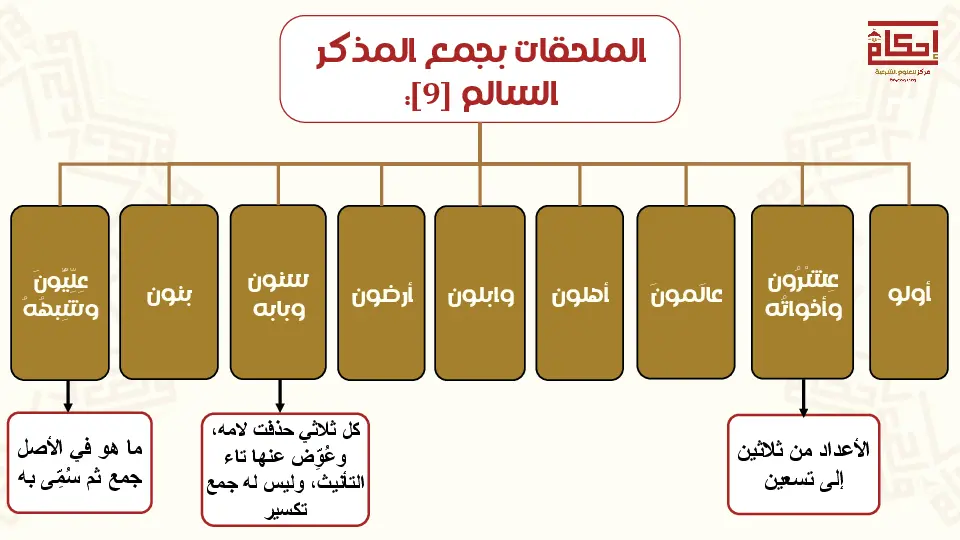 إحكام
مركز للعلوم الشرعية
الملحقات بجمع المذكر
السالم [9]:
أولو
عِشْرُون
وأخواتُه
عالَمونَ
أهلون
وابلون
أرضون
سنون
وبابه
بنون
عِلِّيُّونَ
وشِبهُهُ
الأعداد من ثلاثين
إلى تسعين
كل ثلاثي حذفت لامه،
وعُوِّض عنها تاء
التأنيث، وليس له جمع
تكسير
ما هو في الأصل
جمع ثم سُمِّى به